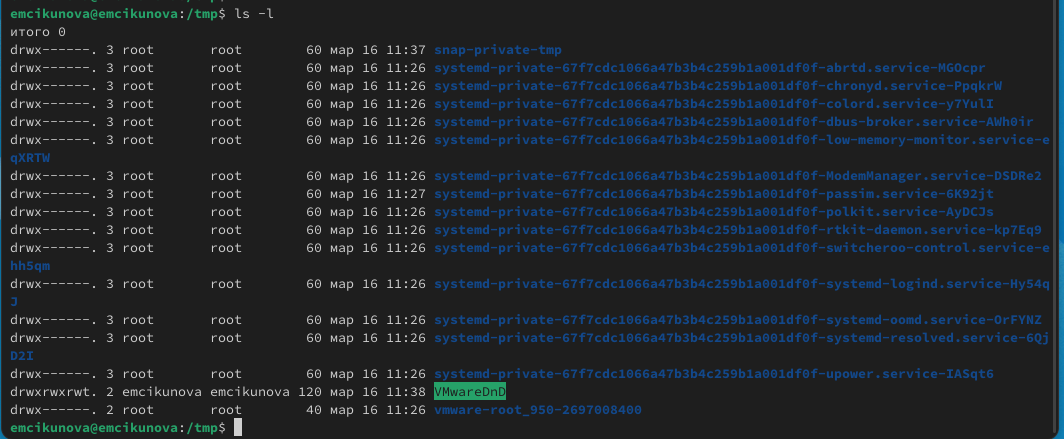 emcikunova@emcikunova:/tmp$ ls -l
итого 0
drwx------. 3 root       root        60 мар 16 11:37 snap-private-tmp
drwx------. 3 root       root        60 мар 16 11:26 systemd-private-67f7cdc1066a47b3b4c259b1a001df0f-abrtd.service-MGOcpr
drwx------. 3 root       root        60 мар 16 11:26 systemd-private-67f7cdc1066a47b3b4c259b1a001df0f-chronyd.service-PpqkrW
drwx------. 3 root       root        60 мар 16 11:26 systemd-private-67f7cdc1066a47b3b4c259b1a001df0f-colord.service-y7YulI
drwx------. 3 root       root        60 мар 16 11:26 systemd-private-67f7cdc1066a47b3b4c259b1a001df0f-dbus-broker.service-AWh0ir
drwx------. 3 root       root        60 мар 16 11:26 systemd-private-67f7cdc1066a47b3b4c259b1a001df0f-low-memory-monitor.service-e
qXRTW
drwx------. 3 root       root        60 мар 16 11:26 systemd-private-67f7cdc1066a47b3b4c259b1a001df0f-ModemManager.service-DSDRe2
drwx------. 3 root       root        60 мар 16 11:27 systemd-private-67f7cdc1066a47b3b4c259b1a001df0f-passim.service-6K92jt
drwx------. 3 root       root        60 мар 16 11:26 systemd-private-67f7cdc1066a47b3b4c259b1a001df0f-polkit.service-AyDCJs
drwx------. 3 root       root        60 мар 16 11:26 systemd-private-67f7cdc1066a47b3b4c259b1a001df0f-rtkit-daemon.service-kp7Eq9
drwx------. 3 root       root        60 мар 16 11:26 systemd-private-67f7cdc1066a47b3b4c259b1a001df0f-switcheroo-control.service-e
hh5qm
drwx------. 3 root       root        60 мар 16 11:26 systemd-private-67f7cdc1066a47b3b4c259b1a001df0f-systemd-logind.service-Hy54q
J
drwx------. 3 root       root        60 мар 16 11:26 systemd-private-67f7cdc1066a47b3b4c259b1a001df0f-systemd-oomd.service-OrFYNZ
drwx------. 3 root       root        60 мар 16 11:26 systemd-private-67f7cdc1066a47b3b4c259b1a001df0f-systemd-resolved.service-6Qj
D2I
drwx------. 3 root       root        60 мар 16 11:26 systemd-private-67f7cdc1066a47b3b4c259b1a001df0f-upower.service-IASqt6
drwxrwxrwt. 2 emcikunova emcikunova 120 мар 16 11:38 VMwareDnD
drwx------. 2 root       root        40 мар 16 11:26 vmware-root_950-2697008400
emcikunova@emcikunova:/tmp$